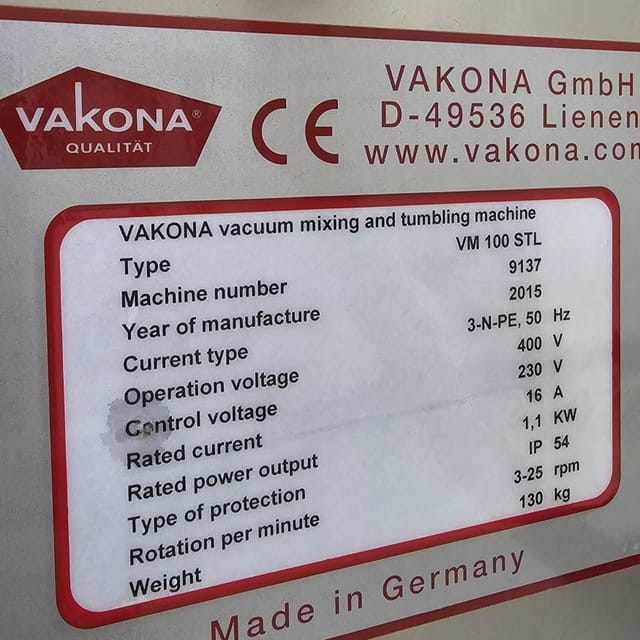 VAKONA®
QUALITÄT
CE
VAKONA GmbH
D-49536 Lienen
www.vakona.com
VAKONA vacuum mixing and tumbling machine
Type VM 100 STL
Machine number 9137
Year of manufacture 2015
Current type 3-N-PE, 50 Hz
Operation voltage 400 V
Control voltage 230 V
Rated current 16 A
Rated power output 1,1 KW
Type of protection IP 54
Rotation per minute 3-25 rpm
Weight 130 kg
Made in Germany